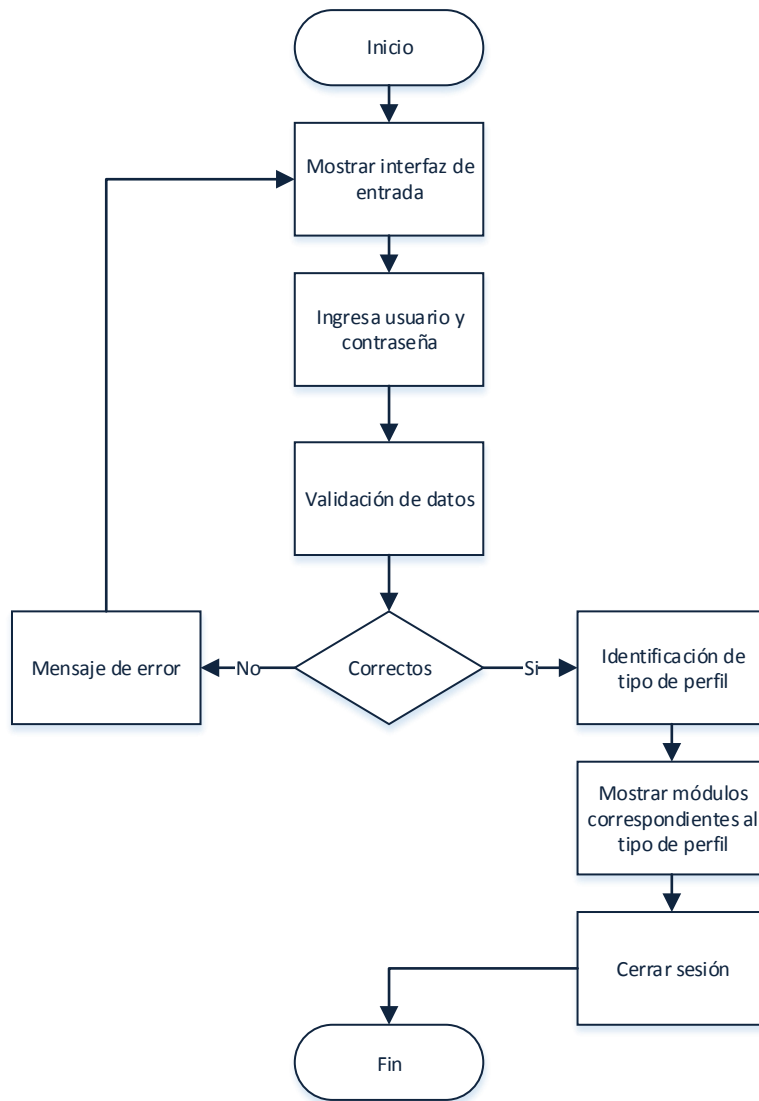 Inicio
Mostrar interfaz de
entrada
Ingresa usuario y
contraseña
Validación de datos
Mensaje de error
No
Correctos
Si
Identificación de
tipo de perfil
Mostrar módulos
correspondientes al
tipo de perfil
Cerrar sesión
Fin